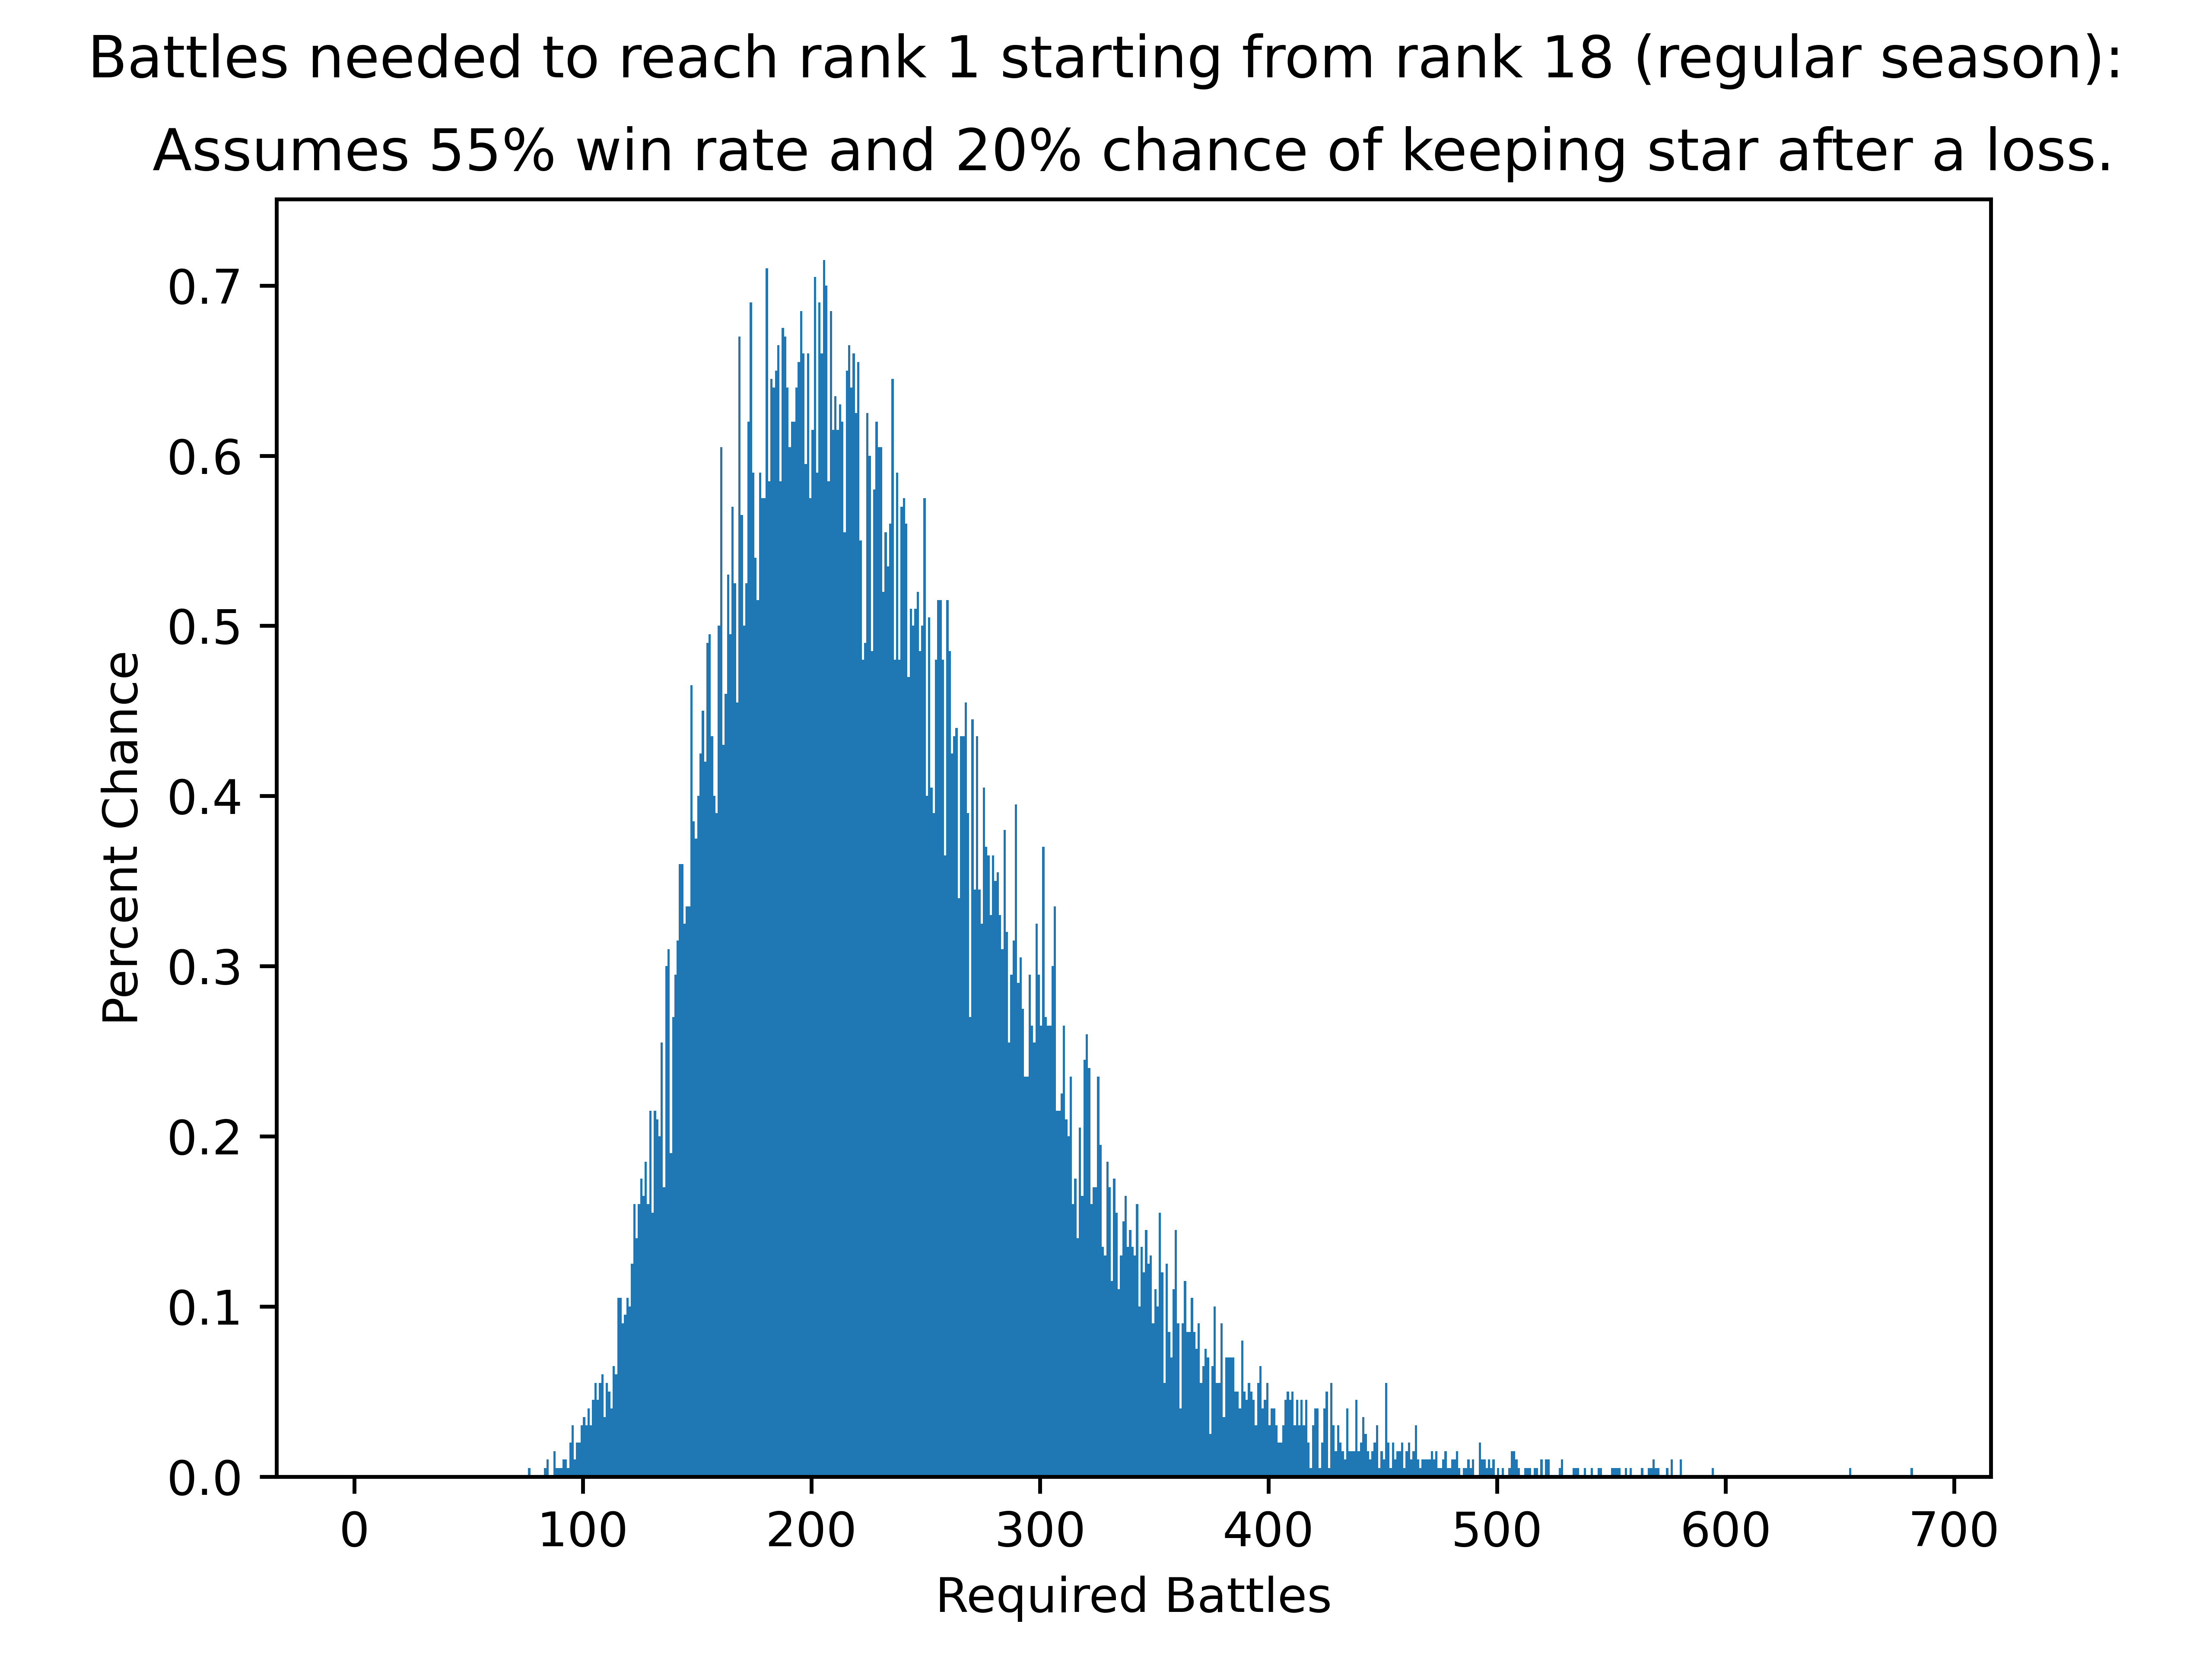 Battles needed to reach rank 1 starting from rank 18 (regular season):
Assumes 55% win rate and 20% chance of keeping star after a loss.
Percent Chance
0.7
0.6
0.5
0.4
0.3
0.2
0.1
0.0
0 100 200 300 400 500 600 700
Required Battles